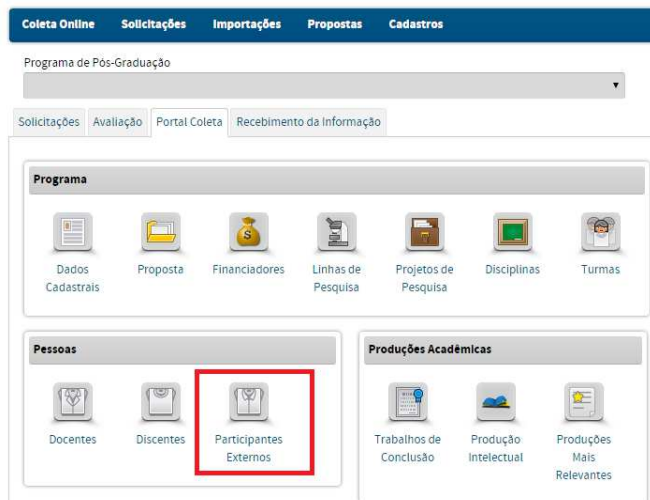 Coleta Online Solicitações Importações Propostas Cadastros
Programa de Pós-Graduação
Solicitações Avaliação Portal Coleta Recebimento da Informação
Programa
Dados Cadastrais
Proposta
Financiadores
Linhas de Pesquisa
Projetos de Pesquisa
Disciplinas
Turmas
Pessoas
Docentes
Discentes
Participantes Externos
Produções Acadêmicas
Trabalhos de Conclusão
Produção Intelectual
Produções Mais Relevantes